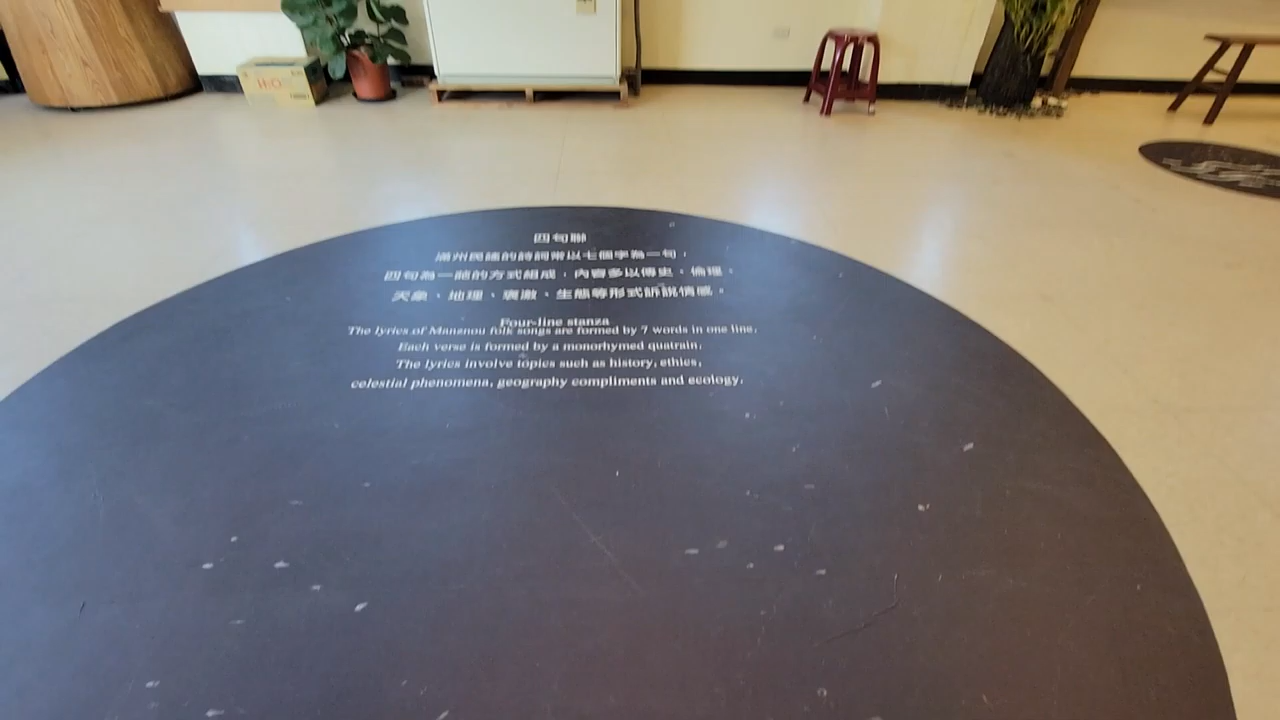 四句聯
滿州民謠的詩詞常以七個字為一句，
四句為一葩的方式組成，內容多以傳史、倫理、
天象、地理、褒激、生態等形式訴說情感。
Four-line stanza
The lyrics of Manznou folk songs are formed by 7 words in one line.
Each verse is formed by a monorhymed quatrain.
The lyrics involve topics such as history, ethics,
celestial phenomena, geography compliments and ecology.